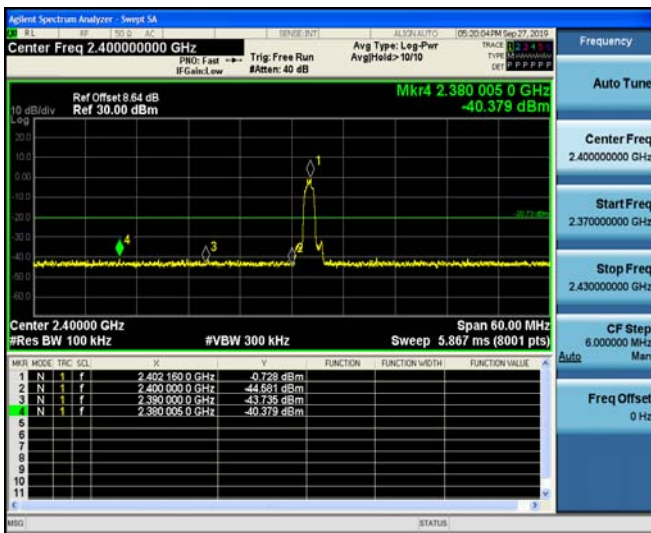 Agilent Spectrum Analyzer - Swept SA
RL RF 50 Ω AC SENSE:INT ALIGN AUTO 05:20:04 PM Sep 27, 2019
Center Freq 2.400000000 GHz
PNO: Fast
IFGain:Low
Trig: Free Run
#Atten: 40 dB
Avg Type: Log-Pwr
Avg|Hold>10/10
TRACE 1 2 3 4 5 6
TYPE M
DET P P P P P P
Ref Offset 8.64 dB
Ref 30.00 dBm
10 dB/div
Log
Mkr4 2.380 005 0 GHz
-40.379 dBm
20.0
10.0
0.00
-10.0
-20.0
-30.0
-40.0
-50.0
-60.0
1
2
3
4
Center 2.40000 GHz
#Res BW 100 kHz
#VBW 300 kHz
Span 60.00 MHz
Sweep 5.867 ms (8001 pts)
MKR MODE TRC SCL X Y FUNCTION FUNCTION WIDTH FUNCTION VALUE
1 N 1 f 2.402 160 0 GHz -0.728 dBm
2 N 1 f 2.400 000 0 GHz -44.581 dBm
3 N 1 f 2.390 000 0 GHz -43.735 dBm
4 N 1 f 2.380 005 0 GHz -40.379 dBm
5
6
7
8
9
10
11
MSG STATUS
Frequency
Auto Tune
Center Freq
2.400000000 GHz
Start Freq
2.370000000 GHz
Stop Freq
2.430000000 GHz
CF Step
6.000000 MHz
Auto Man
Freq Offset
0 Hz